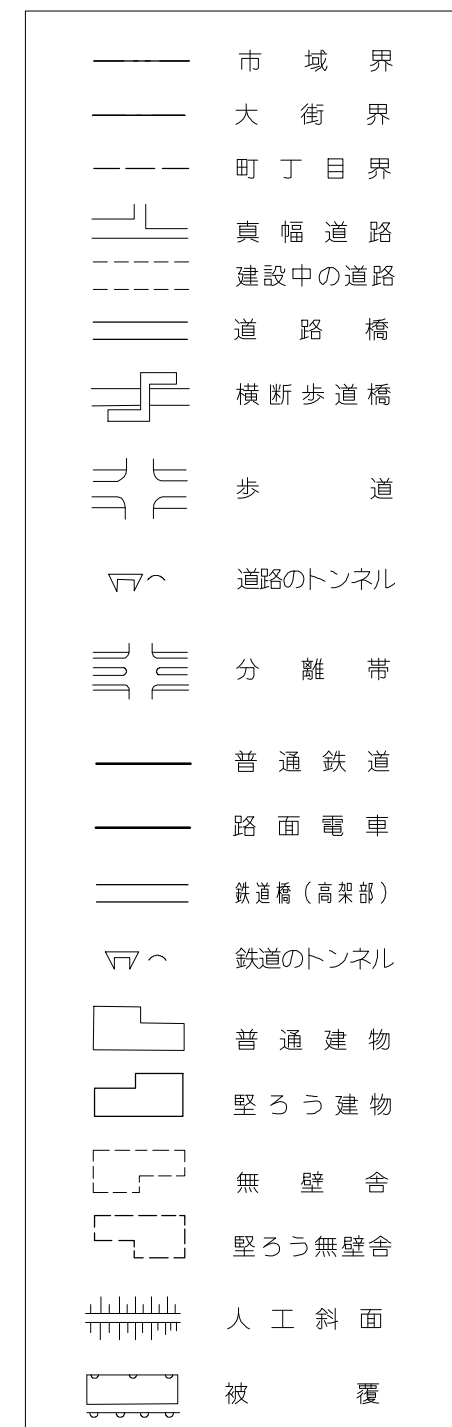 市域界
大街界
町丁目界
真幅道路
建設中の道路
道路橋
横断歩道橋
歩道
道路のトンネル
分離帯
普通鉄道
路面電車
鉄道橋(高架部)
鉄道のトンネル
普通建物
堅ろう建物
無壁舎
堅ろう無壁舎
人工斜面
被覆